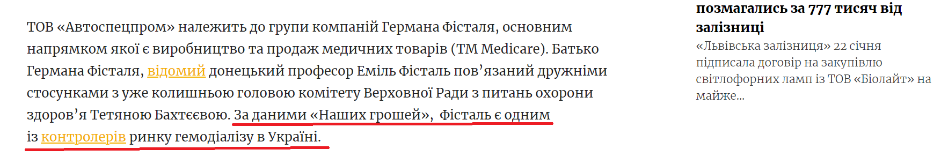 ТОВ «Автоспецпром» належить до групи компаній Германа Фісталя, основним
напрямком якої є виробництво та продаж медичних товарів (ТМ Medicare). Батько
Германа Фісталя, відомий донецький професор Еміль Фісталь пов’язаний дружніми
стосунками з уже колишньою головою комітету Верховної Ради з питань охорони
здоров’я Тетяною Бахтєєвою. За даними «Наших грошей», Фісталь є одним
із контролерів ринку гемодіалізу в Україні.
позмагались за 777 тисяч від
залізниці
«Львівська залізниця» 22 січня
підписала договір на закупівлю
світлофорних ламп із ТОВ «Біолайт» на
майже...